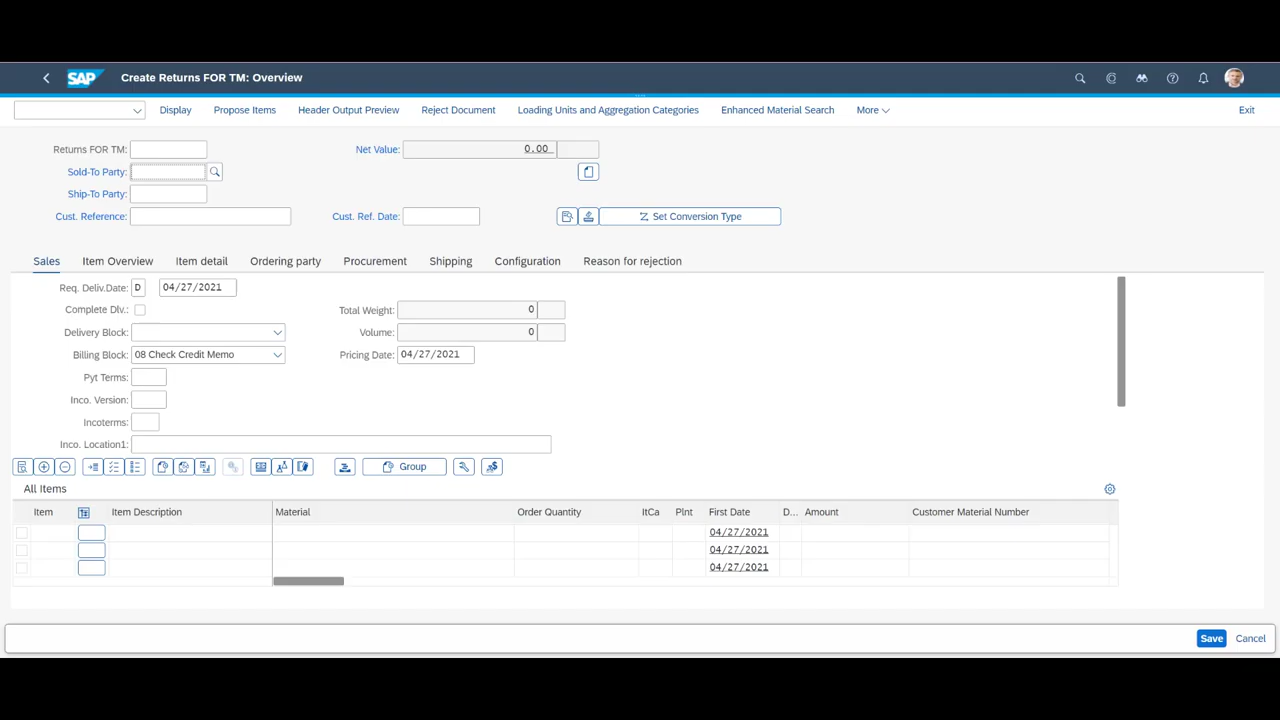 SAP Create Returns FOR TM: Overview
Display Propose Items Header Output Preview Reject Document Loading Units and Aggregation Categories Enhanced Material Search More Exit
Returns FOR TM: Net Value: 0.00
Sold-To Party:
Ship-To Party:
Cust. Reference: Cust. Ref. Date: Set Conversion Type
Sales Item Overview Item detail Ordering party Procurement Shipping Configuration Reason for rejection
Req. Deliv.Date: D 04/27/2021
Complete Dlv.: Total Weight: 0
Delivery Block: Volume: 0
Billing Block: 08 Check Credit Memo Pricing Date: 04/27/2021
Pyt Terms:
Inco. Version:
Incoterms:
Inco. Location1:
Group
All Items
Item Item Description Material Order Quantity ItCa Plnt First Date D... Amount Customer Material Number
04/27/2021
04/27/2021
04/27/2021
Save Cancel